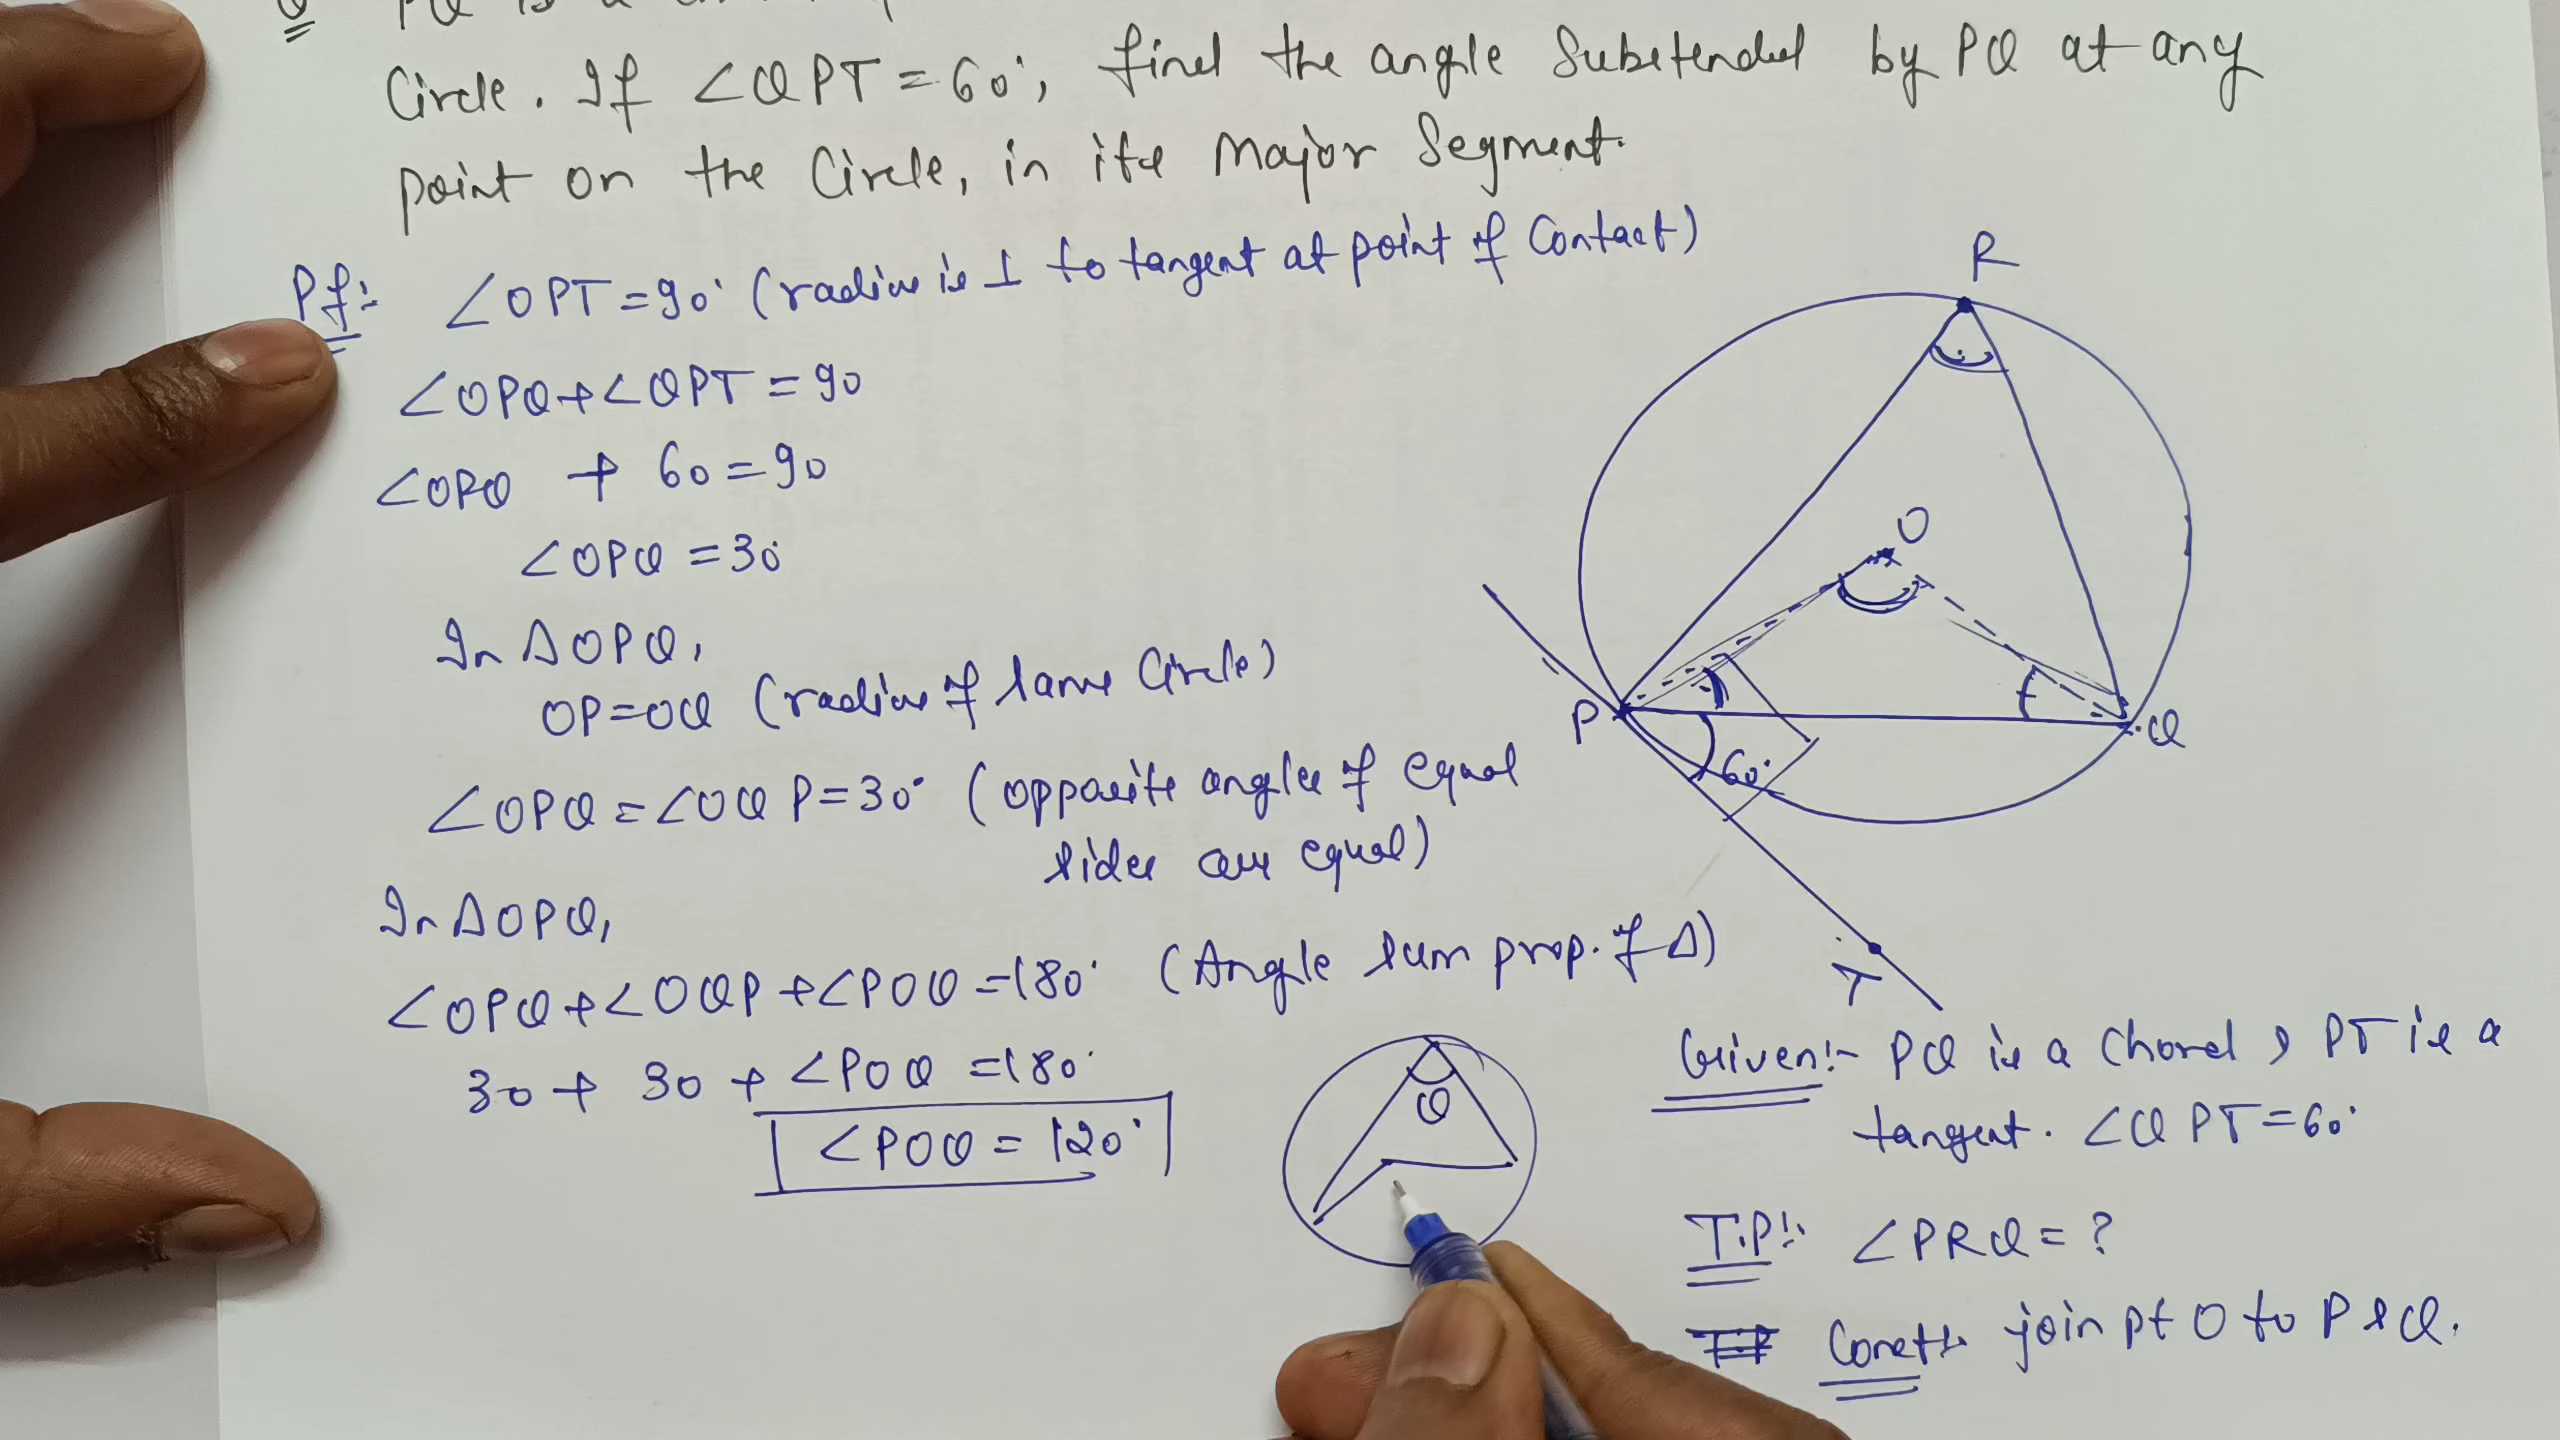 Circle. If ∠QPT = 60°, find the angle Subtended by PQ at any
point on the Circle, in its Major Segment.
Pf:- ∠OPT = 90° (radius is ⊥ to tangent at point of Contact)
∠OPQ + ∠QPT = 90
∠OPQ + 60 = 90
∠OPQ = 30°
In ΔOPQ,
OP = OQ (radius of same Circle)
∠OPQ = ∠OQP = 30° (opposite angles of equal
sides are equal)
In ΔOPQ,
∠OPQ + ∠OQP + ∠POQ = 180° (Angle sum prop. of Δ)
30 + 30 + ∠POQ = 180°
∠POQ = 120°
R
O
P
Q
60°
T
Q
Given:- PQ is a Chord & PT is a
tangent. ∠QPT = 60°
T.P:- ∠PRQ = ?
Const:- join pt O to P & Q.